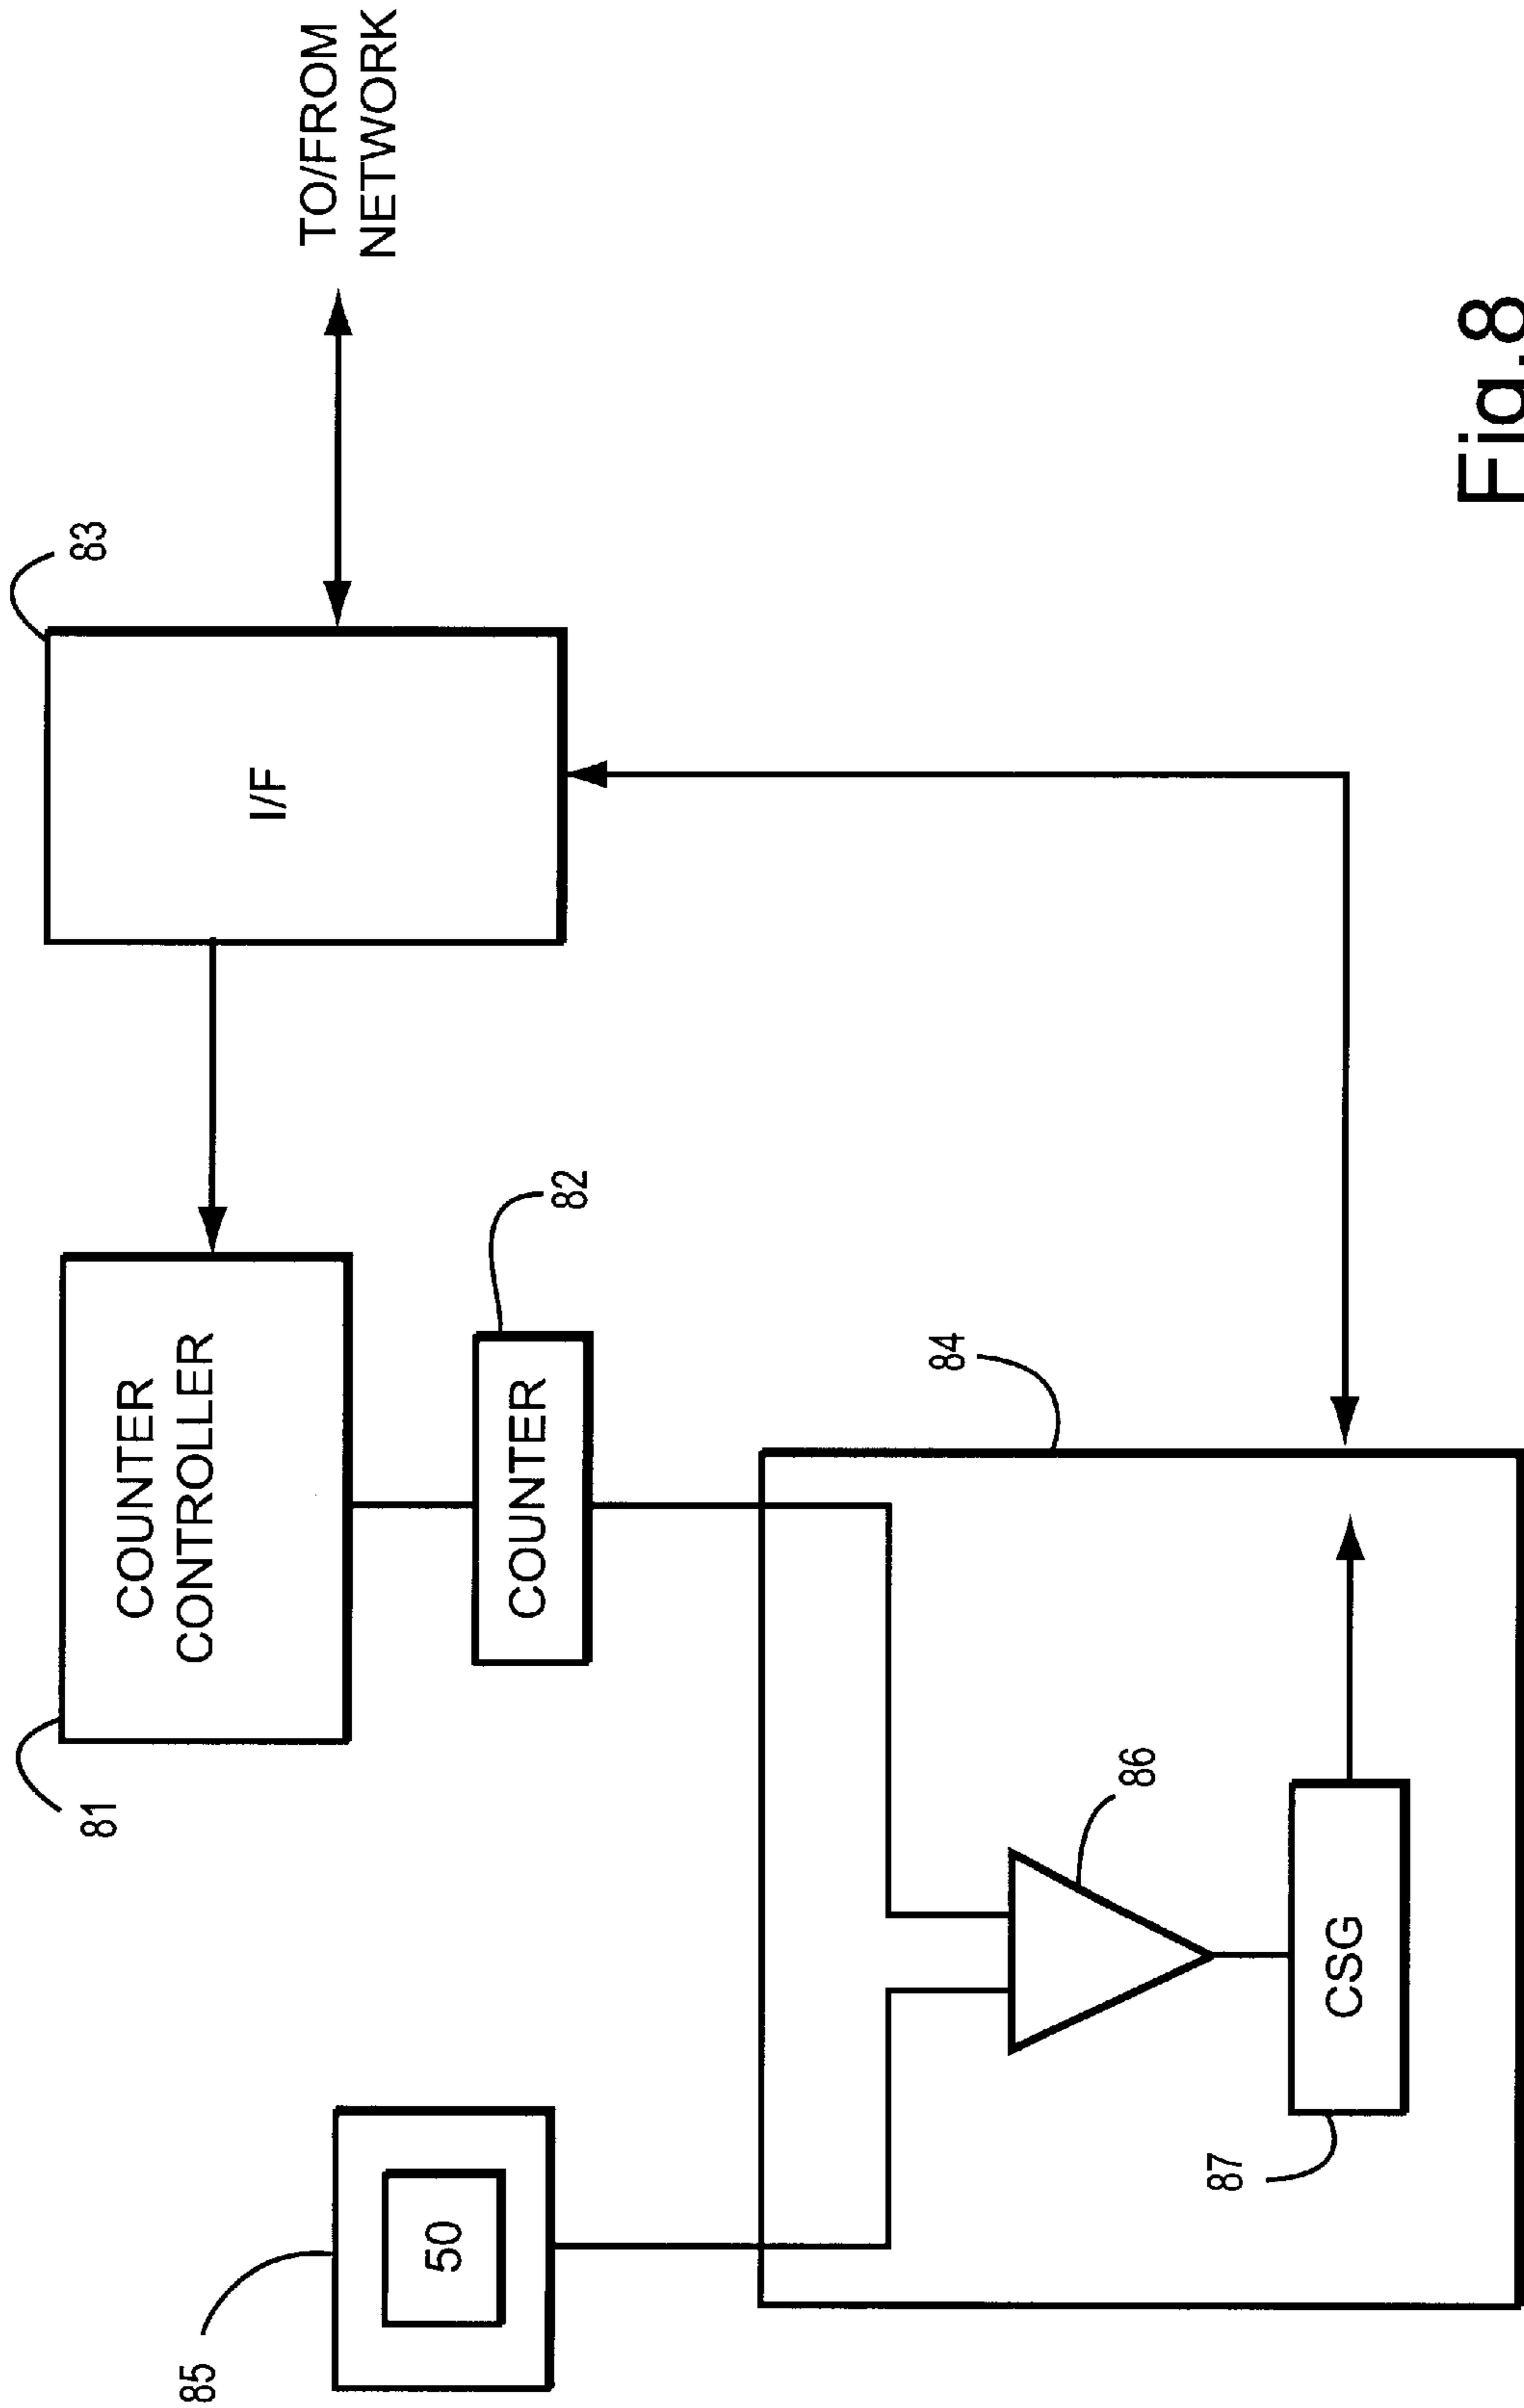 TO/FROM
NETWORK
83
I/F
81
COUNTER
CONTROLLER
82
COUNTER
84
85
50
86
87
CSG
Fig.8